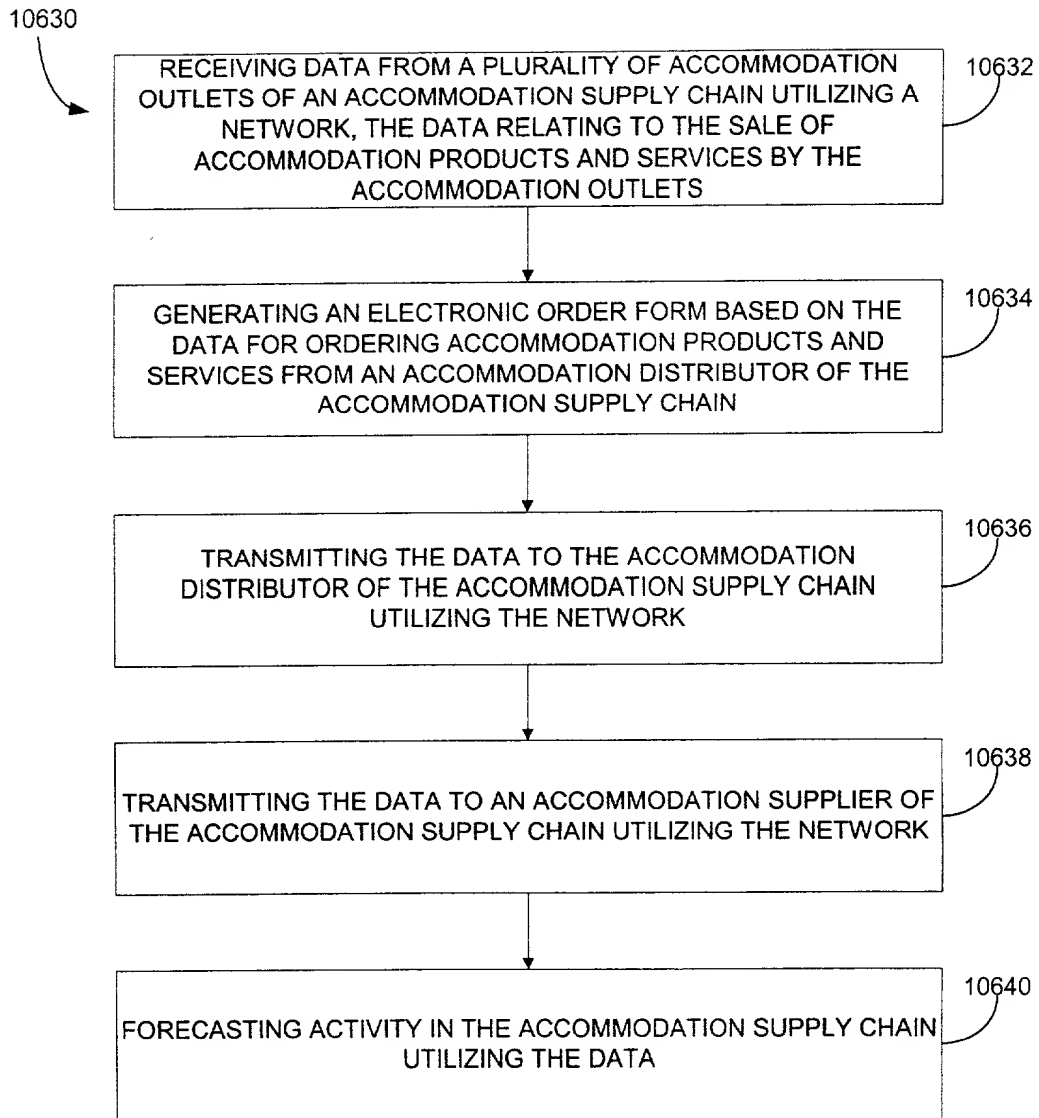 10630
RECEIVING DATA FROM A PLURALITY OF ACCOMMODATION
OUTLETS OF AN ACCOMMODATION SUPPLY CHAIN UTILIZING A
NETWORK, THE DATA RELATING TO THE SALE OF
ACCOMMODATION PRODUCTS AND SERVICES BY THE
ACCOMMODATION OUTLETS
10632
GENERATING AN ELECTRONIC ORDER FORM BASED ON THE
DATA FOR ORDERING ACCOMMODATION PRODUCTS AND
SERVICES FROM AN ACCOMMODATION DISTRIBUTOR OF THE
ACCOMMODATION SUPPLY CHAIN
10634
TRANSMITTING THE DATA TO THE ACCOMMODATION
DISTRIBUTOR OF THE ACCOMMODATION SUPPLY CHAIN
UTILIZING THE NETWORK
10636
TRANSMITTING THE DATA TO AN ACCOMMODATION SUPPLIER OF
THE ACCOMMODATION SUPPLY CHAIN UTILIZING THE NETWORK
10638
FORECASTING ACTIVITY IN THE ACCOMMODATION SUPPLY CHAIN
UTILIZING THE DATA
10640